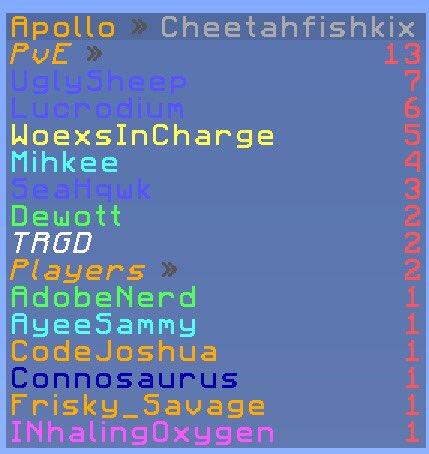 Apollo » Cheetahfishkix
PvE » 13
UglySheep 7
Lucrodium 6
WoexsInCharge 5
Mihkee 4
SeaHqwk 3
Dewott 2
TRGD 2
Players » 2
AdobeNerd 1
AyeeSammy 1
CodeJoshua 1
Connosaurus 1
Frisky_Savage 1
INhalingOxygen 1